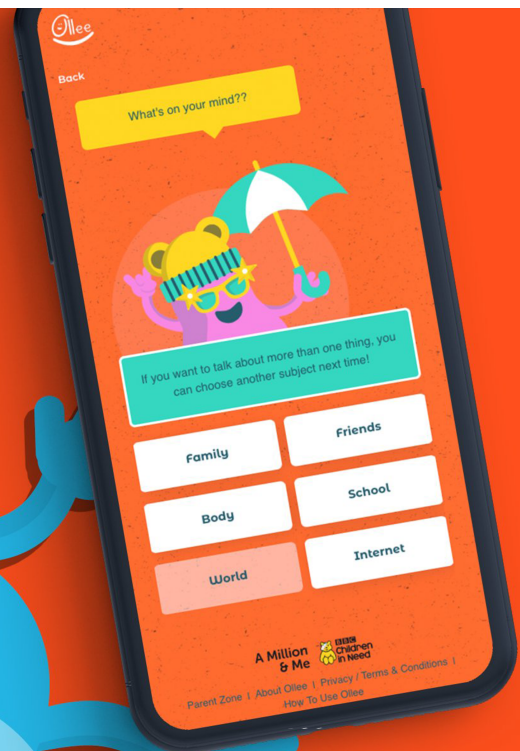 Ollee
Back
What's on your mind??
If you want to talk about more than one thing, you
can choose another subject next time!
Family
Friends
Body
School
World
Internet
A Million
& Me
BBC
Children
in Need
Parent Zone | About Ollee | Privacy / Terms & Conditions |
How To Use Ollee